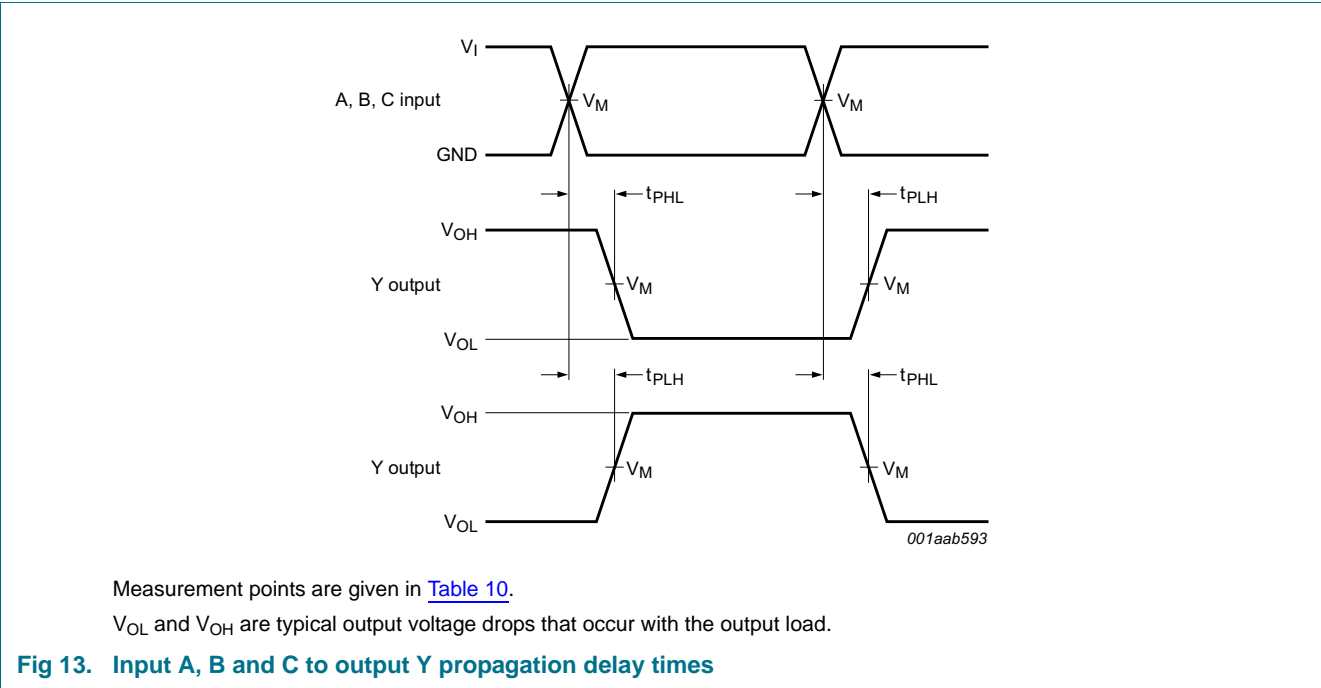 VI
A, B, C input
VM
VM
GND
tPHL
tPLH
VOH
Y output
VM
VM
VOL
tPLH
tPHL
VOH
Y output
VM
VM
VOL
001aab593
Measurement points are given in Table 10.
VOL and VOH are typical output voltage drops that occur with the output load.
Fig 13. Input A, B and C to output Y propagation delay times